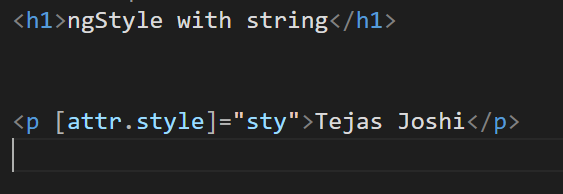 <h1>ngStyle with string</h1>
<p [attr.style]="sty">Tejas Joshi</p>